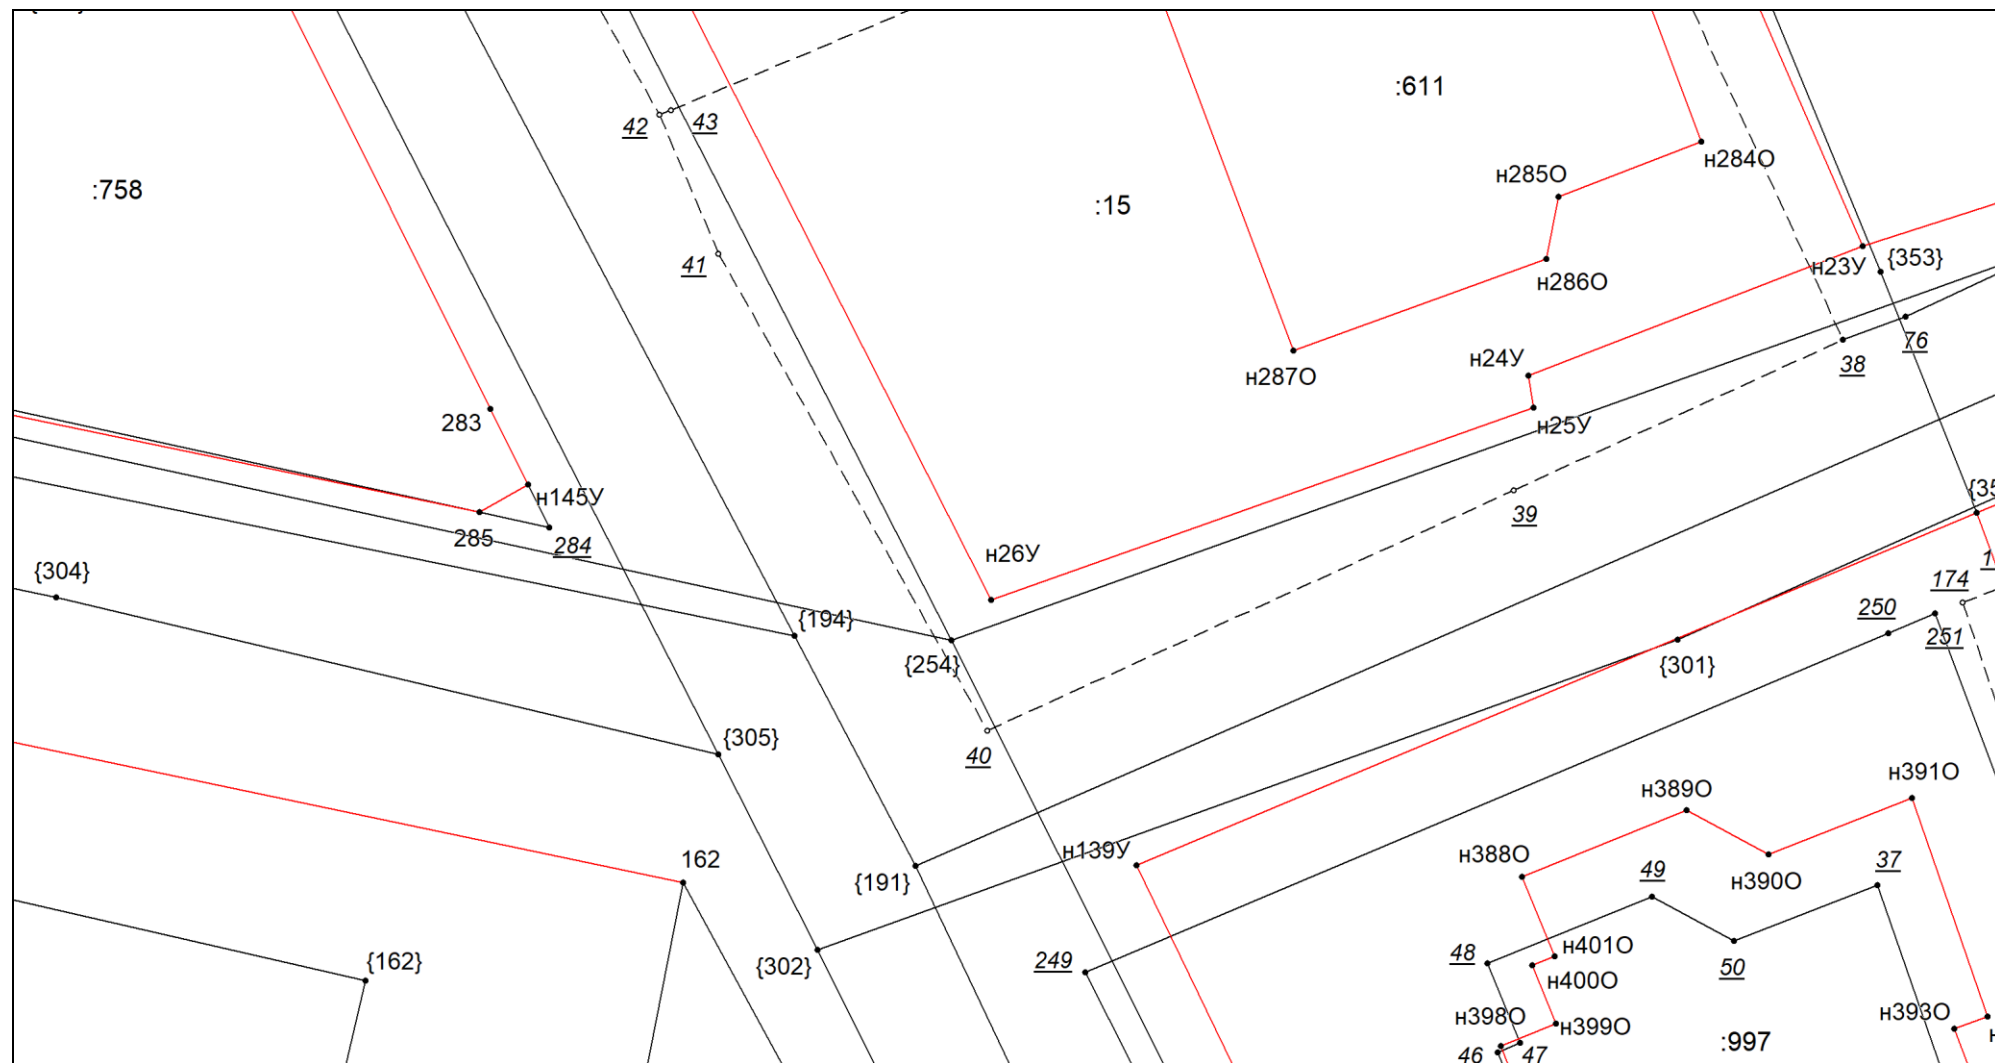 :611
42
43
н284О
н285О
:758
:15
41
{353}
н23У
н286О
76
38
н24У
н287О
283
н25У
н145У
285
284
39
н26У
{304}
174
{194}
250
251
{254}
{301}
{305}
40
н391О
н389О
н139У
162
н388О
{191}
н390О
49
37
{162}
{302}
249
48
н401О
50
н400О
н398О
н399О
н393О
:997
46
47